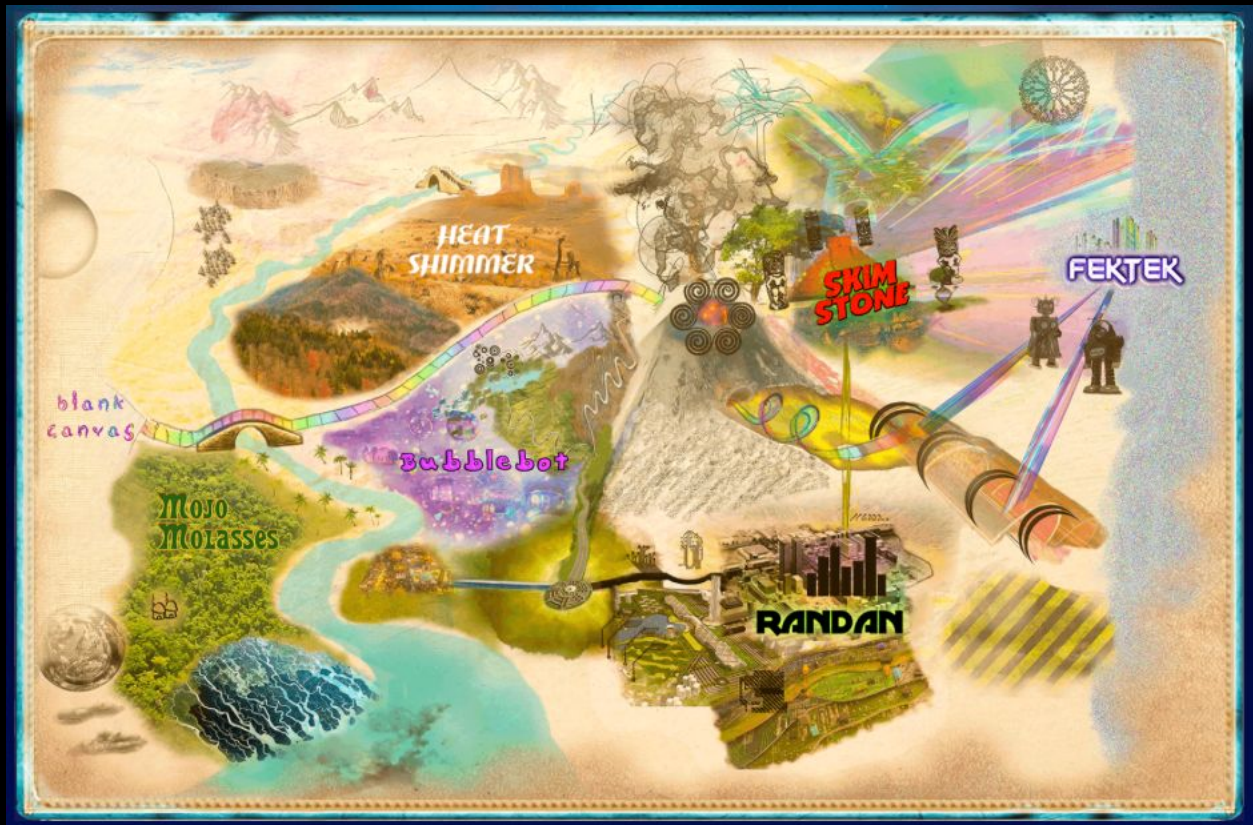 HEAT
SHIMMER
SKIM
STONE
FEKTEK
blank
canvas
Bubblebot
Mojo
Molasses
RANDAN